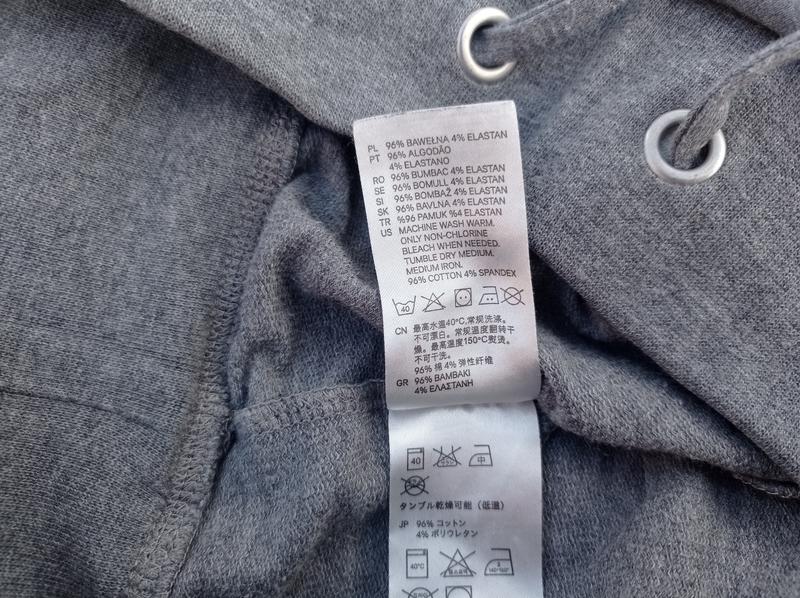 PL 96% BAWEŁNA 4% ELASTAN
PT 96% ALGODÃO
4% ELASTANO
RO 96% BUMBAC 4% ELASTAN
SE 96% BOMULL 4% ELASTAN
SI 96% BOMBAŽ 4% ELASTAN
SK 96% BAVLNA 4% ELASTAN
TR %96 PAMUK %4 ELASTAN
US MACHINE WASH WARM.
ONLY NON-CHLORINE
BLEACH WHEN NEEDED.
TUMBLE DRY MEDIUM.
MEDIUM IRON.
96% COTTON 4% SPANDEX
40
CN 最高水温40°C,常规洗涤。
不可漂白。常规温度翻转干
燥。最高温度150°C熨烫。
不可干洗。
96% 棉 4% 弹性纤维
GR 96% ΒΑΜΒΑΚΙ
4% ΕΛΑΣΤΑΝΗ
40 中
タンブル乾燥可能（低温）
JP 96% コットン
4% ポリウレタン
40°C